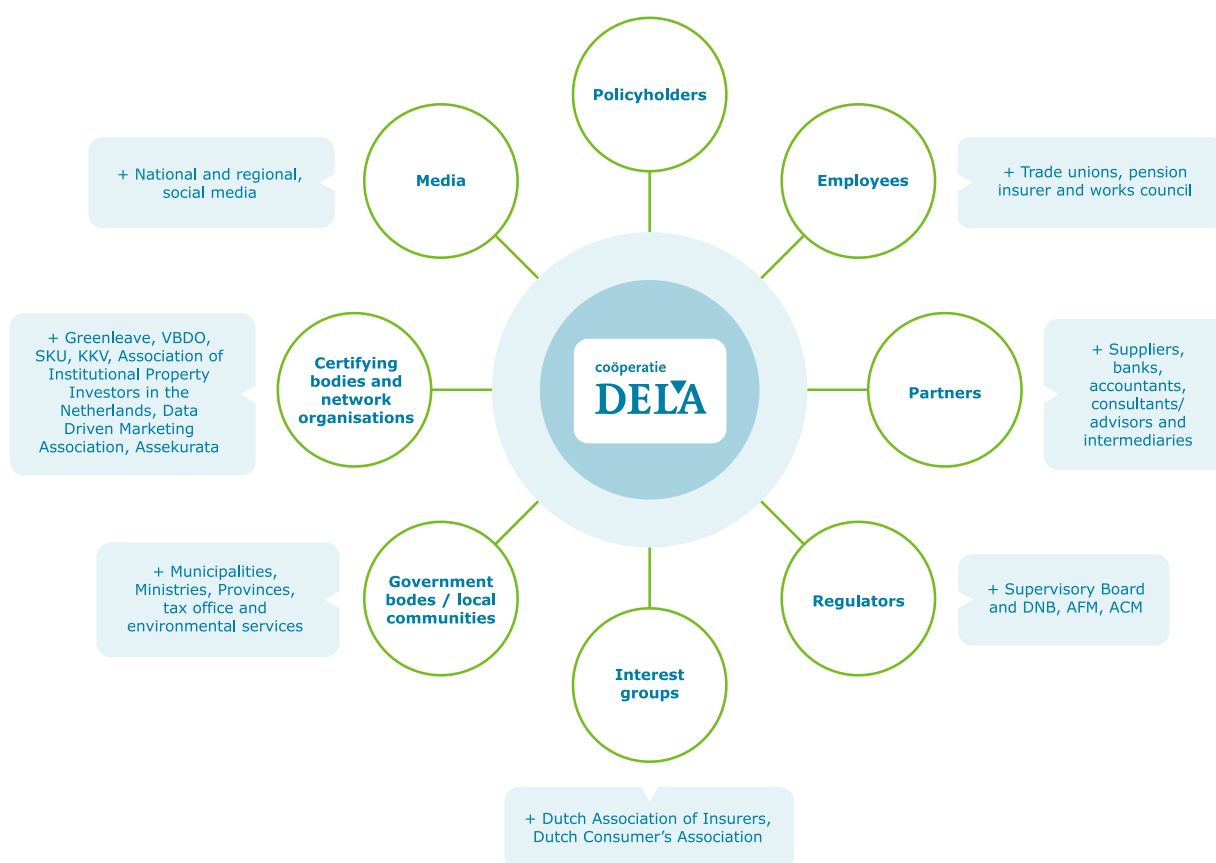 Policyholders
Media
+ National and regional,
social media
Employees
+ Trade unions, pension
insurer and works council
+ Greenleave, VBDO,
SKU, KKV, Association of
Institutional Property
Investors in the
Netherlands, Data
Driven Marketing
Association, Assekurata
Certifying
bodies and
network
organisations
coöperatie
DELA
Partners
+ Suppliers,
banks,
accountants,
consultants/
advisors and
intermediaries
+ Municipalities,
Ministries, Provinces,
tax office and
environmental services
Government
bodies / local
communities
Regulators
+ Supervisory Board
and DNB, AFM, ACM
Interest
groups
+ Dutch Association of Insurers,
Dutch Consumer’s Association